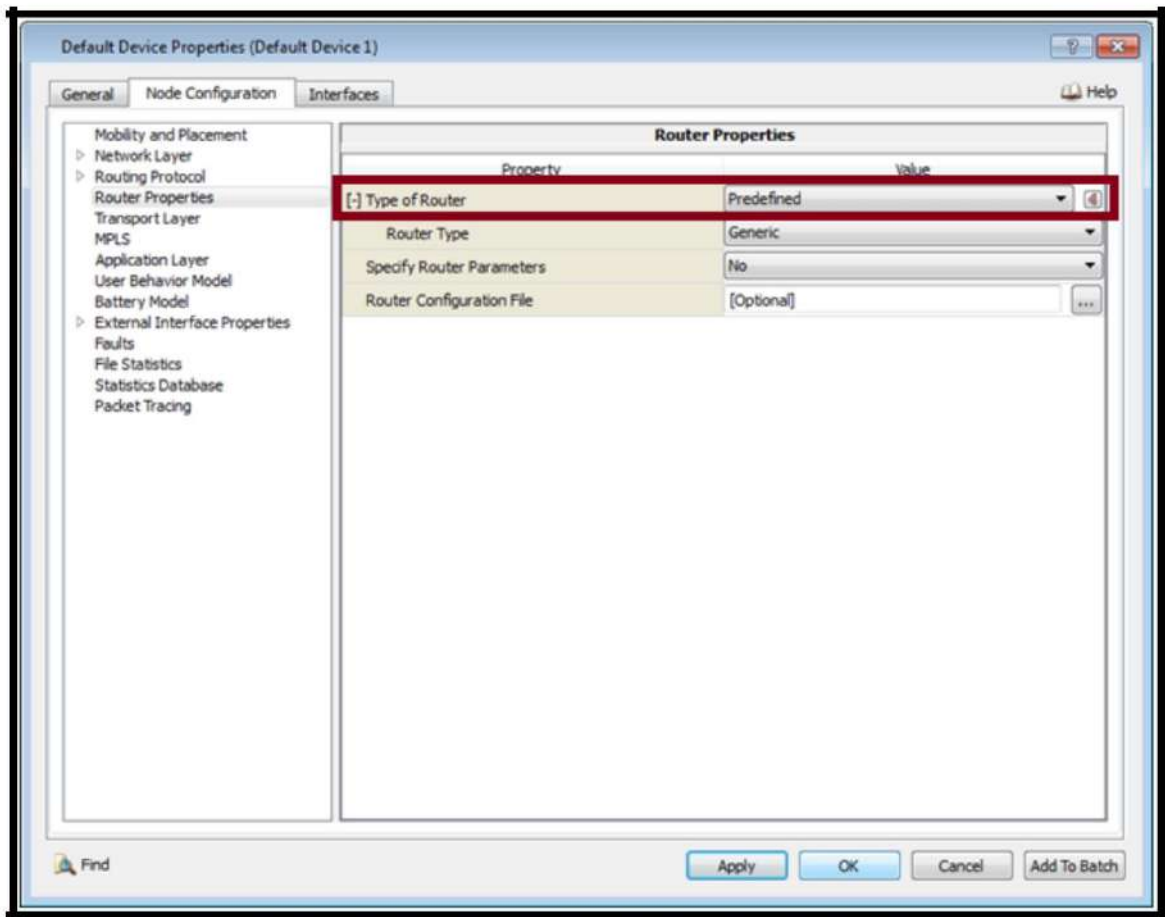 Default Device Properties (Default Device 1)
?
General Node Configuration Interfaces Help
Mobility and Placement
Network Layer
Routing Protocol
Router Properties
Transport Layer
MPLS
Application Layer
User Behavior Model
Battery Model
External Interface Properties
Faults
File Statistics
Statistics Database
Packet Tracing
Router Properties
Property Value
[-] Type of Router Predefined
Router Type Generic
Specify Router Parameters No
Router Configuration File [Optional] ...
Find Apply OK Cancel Add To Batch